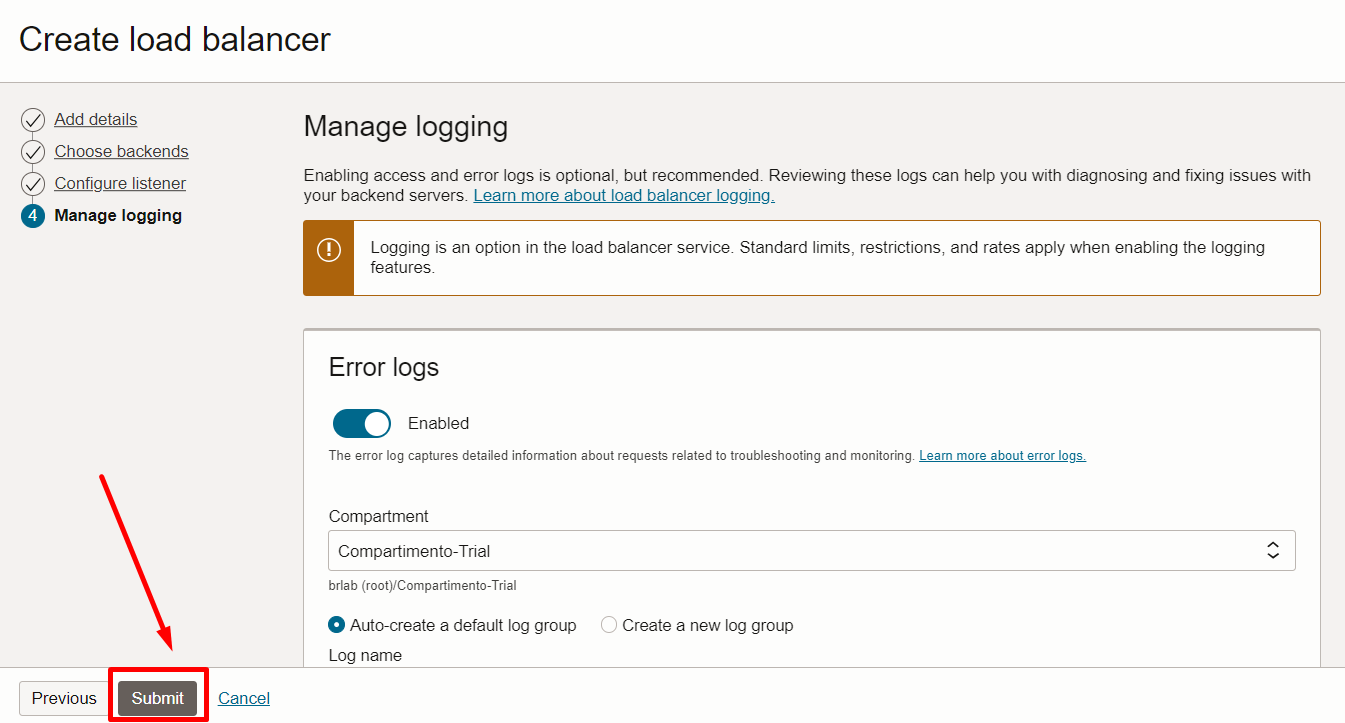 Create load balancer
Add details
Choose backends
Configure listener
4 Manage logging
Manage logging
Enabling access and error logs is optional, but recommended. Reviewing these logs can help you with diagnosing and fixing issues with
your backend servers. Learn more about load balancer logging.
Logging is an option in the load balancer service. Standard limits, restrictions, and rates apply when enabling the logging
features.
Error logs
Enabled
The error log captures detailed information about requests related to troubleshooting and monitoring. Learn more about error logs.
Compartment
Compartimento-Trial
brlab (root)/Compartimento-Trial
Auto-create a default log group Create a new log group
Log name
Previous Submit Cancel